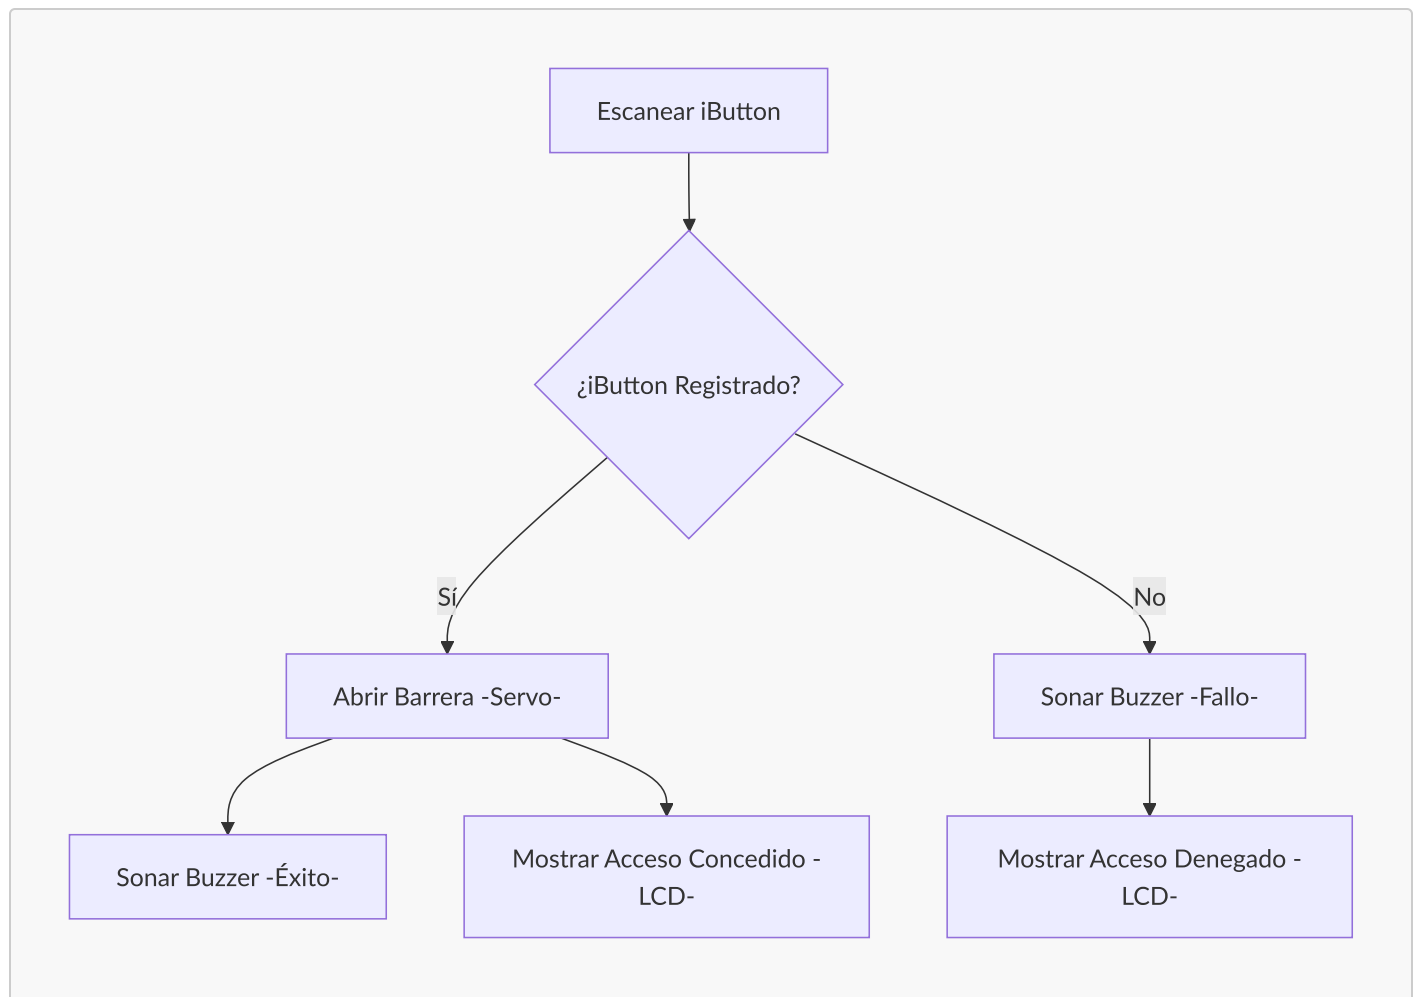 Escanear iButton
¿iButton Registrado?
Sí
No
Abrir Barrera -Servo-
Sonar Buzzer -Fallo-
Sonar Buzzer -Éxito-
Mostrar Acceso Concedido -
LCD-
Mostrar Acceso Denegado -
LCD-